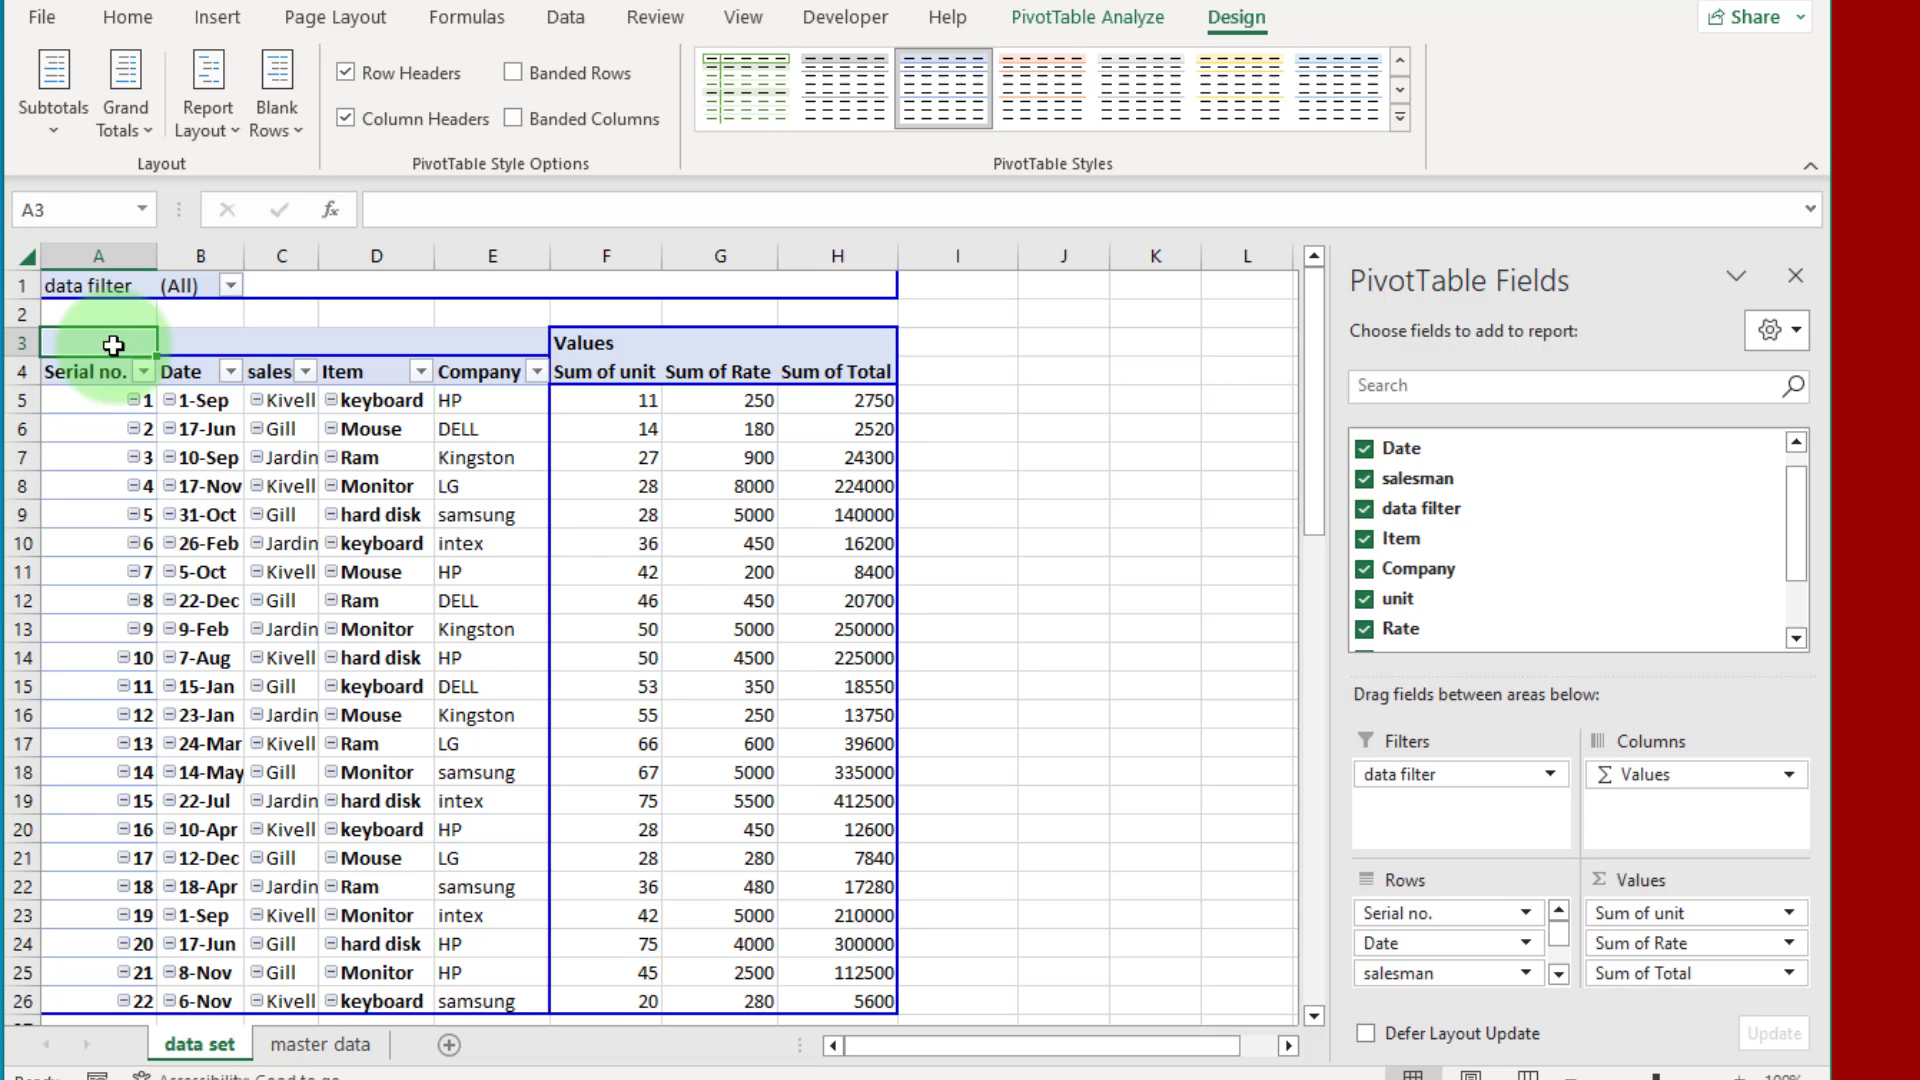 File Home Insert Page Layout Formulas Data Review View Developer Help PivotTable Analyze Design Share
Subtotals Grand Totals Report Layout Blank Rows
Row Headers Banded Rows
Column Headers Banded Columns
Layout PivotTable Style Options PivotTable Styles
A3 fx
A B C D E F G H I J K L
1 data filter (All)
2
3 Values
4 Serial no. Date sales Item Company Sum of unit Sum of Rate Sum of Total
5 1 1-Sep Kivell keyboard HP 11 250 2750
6 2 17-Jun Gill Mouse DELL 14 180 2520
7 3 10-Sep Jardin Ram Kingston 27 900 24300
8 4 17-Nov Kivell Monitor LG 28 8000 224000
9 5 31-Oct Gill hard disk samsung 28 5000 140000
10 6 26-Feb Jardin keyboard intex 36 450 16200
11 7 5-Oct Kivell Mouse HP 42 200 8400
12 8 22-Dec Gill Ram DELL 46 450 20700
13 9 9-Feb Jardin Monitor Kingston 50 5000 250000
14 10 7-Aug Kivell hard disk HP 50 4500 225000
15 11 15-Jan Gill keyboard DELL 53 350 18550
16 12 23-Jan Jardin Mouse Kingston 55 250 13750
17 13 24-Mar Kivell Ram LG 66 600 39600
18 14 14-May Gill Monitor samsung 67 5000 335000
19 15 22-Jul Jardin hard disk intex 75 5500 412500
20 16 10-Apr Kivell keyboard HP 28 450 12600
21 17 12-Dec Gill Mouse LG 28 280 7840
22 18 18-Apr Jardin Ram samsung 36 480 17280
23 19 1-Sep Kivell Monitor intex 42 5000 210000
24 20 17-Jun Gill hard disk HP 75 4000 300000
25 21 8-Nov Gill Monitor HP 45 2500 112500
26 22 6-Nov Kivell keyboard samsung 20 280 5600
data set master data
PivotTable Fields
Choose fields to add to report:
Search
Date
salesman
data filter
Item
Company
unit
Rate
Drag fields between areas below:
Filters Columns
data filter Σ Values
Rows Σ Values
Serial no. Sum of unit
Date Sum of Rate
salesman Sum of Total
Defer Layout Update Update